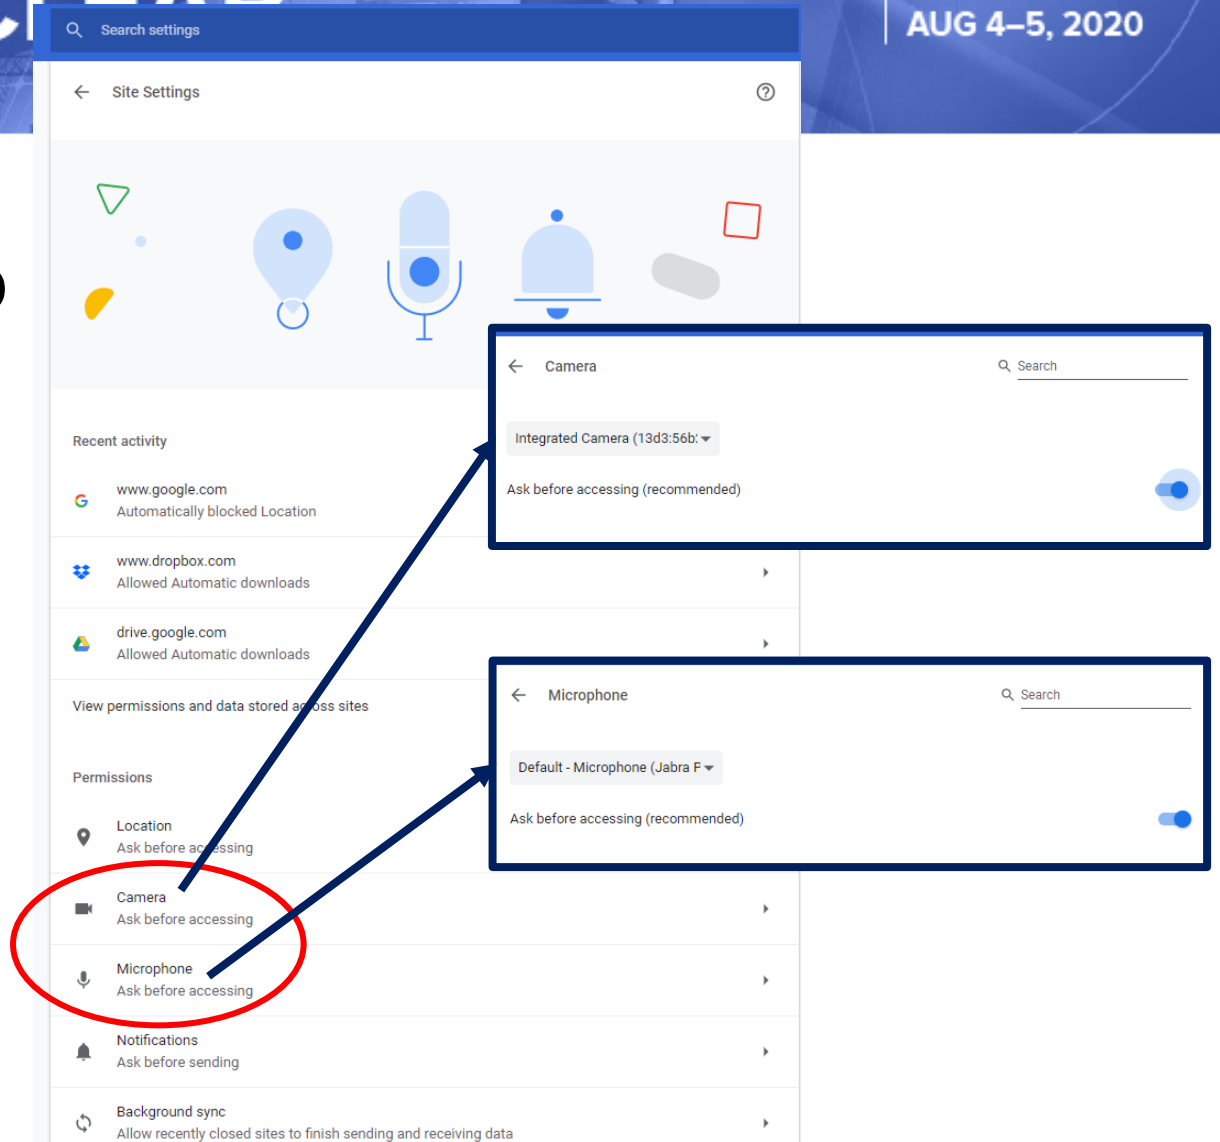 AUG 4–5, 2020
Search settings
Site Settings
Recent activity
www.google.com
Automatically blocked Location
www.dropbox.com
Allowed Automatic downloads
drive.google.com
Allowed Automatic downloads
View permissions and data stored across sites
Permissions
Location
Ask before accessing
Camera
Ask before accessing
Microphone
Ask before accessing
Notifications
Ask before sending
Background sync
Allow recently closed sites to finish sending and receiving data
Camera
Search
Integrated Camera (13d3:56b:
Ask before accessing (recommended)
Microphone
Search
Default - Microphone (Jabra F
Ask before accessing (recommended)